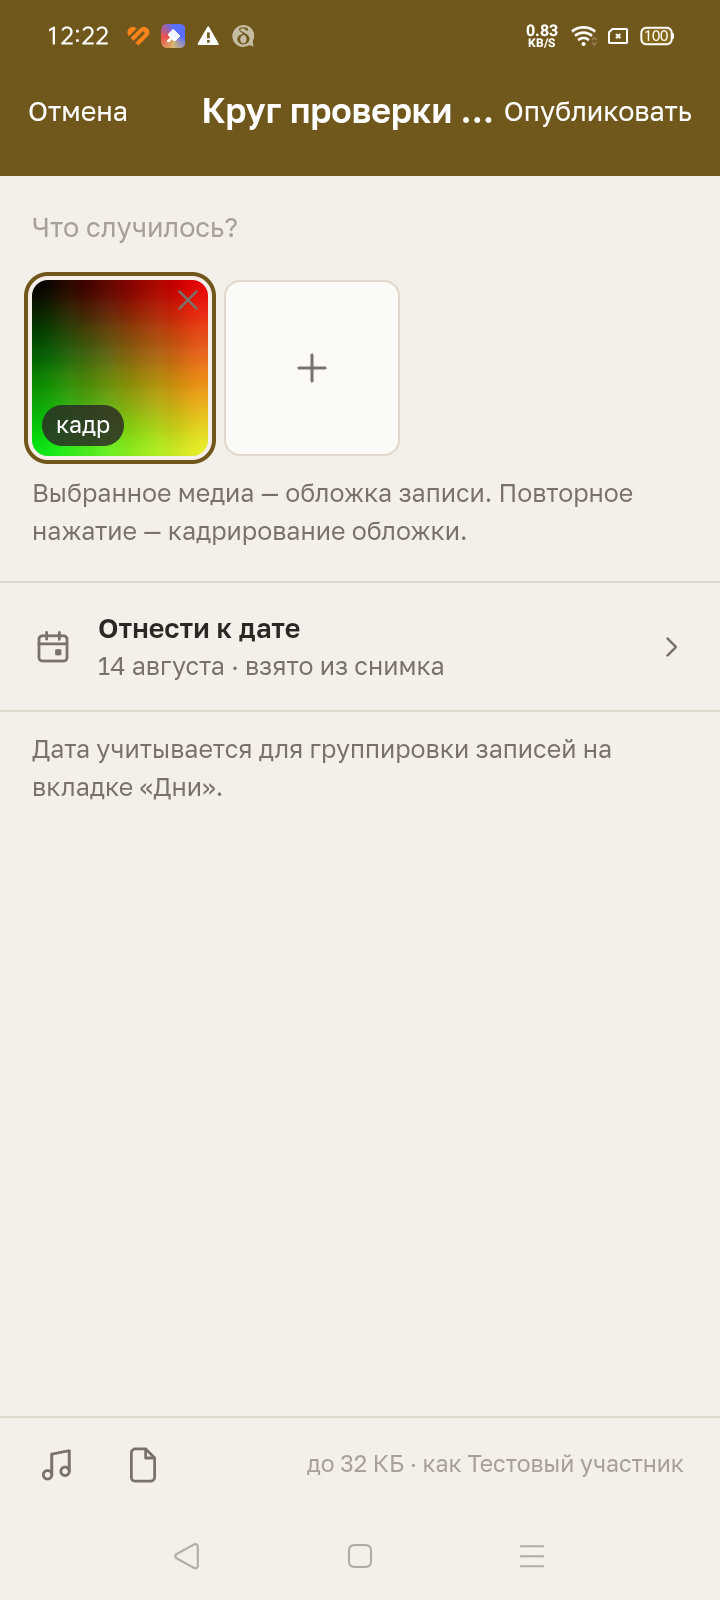 12:22
0.83
KB/S
100
Отмена
Круг проверки ...
Опубликовать
Что случилось?
кадр
Выбранное медиа — обложка записи. Повторное
нажатие — кадрирование обложки.
Отнести к дате
14 августа · взято из снимка
Дата учитывается для группировки записей на
вкладке «Дни».
до 32 КБ · как Тестовый участник